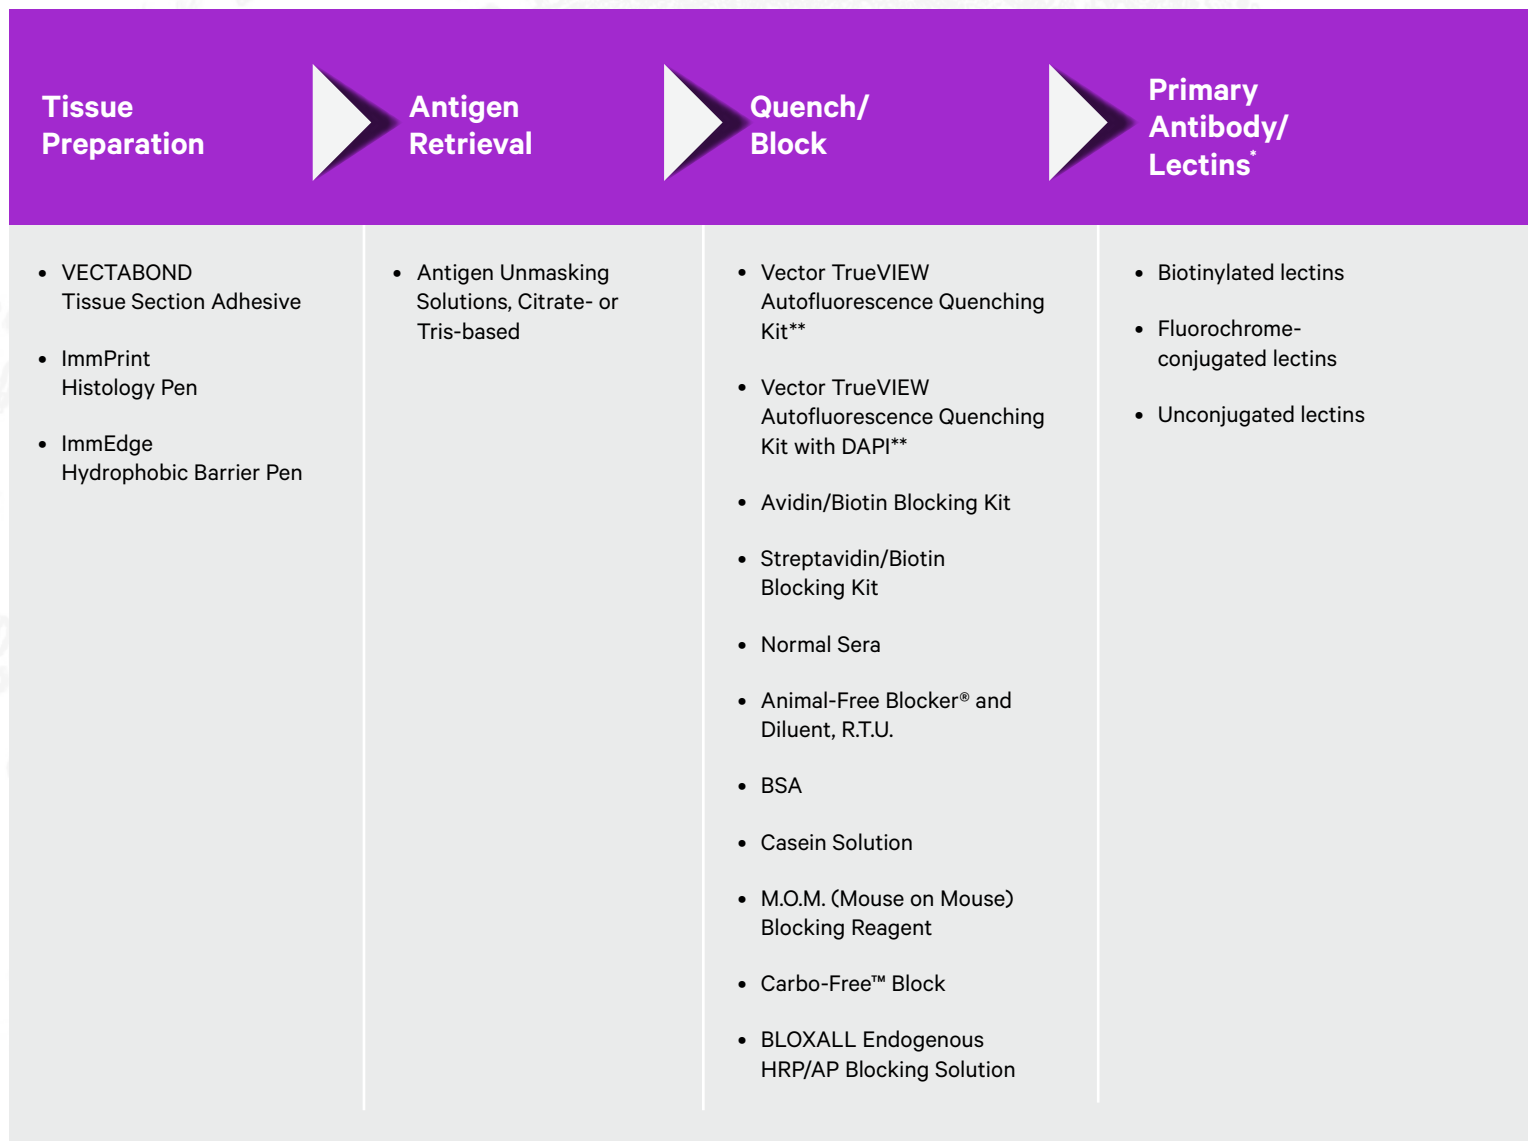 Tissue
Preparation
Antigen
Retrieval
Quench/
Block
Primary
Antibody/
Lectins*
• VECTABOND
Tissue Section Adhesive
• ImmPrint
Histology Pen
• ImmEdge
Hydrophobic Barrier Pen
• Antigen Unmasking
Solutions, Citrate- or
Tris-based
• Vector TrueVIEW
Autofluorescence Quenching
Kit**
• Vector TrueVIEW
Autofluorescence Quenching
Kit with DAPI**
• Avidin/Biotin Blocking Kit
• Streptavidin/Biotin
Blocking Kit
• Normal Sera
• Animal-Free Blocker® and
Diluent, R.T.U.
• BSA
• Casein Solution
• M.O.M. (Mouse on Mouse)
Blocking Reagent
• Carbo-Free™ Block
• BLOXALL Endogenous
HRP/AP Blocking Solution
• Biotinylated lectins
• Fluorochrome-
conjugated lectins
• Unconjugated lectins